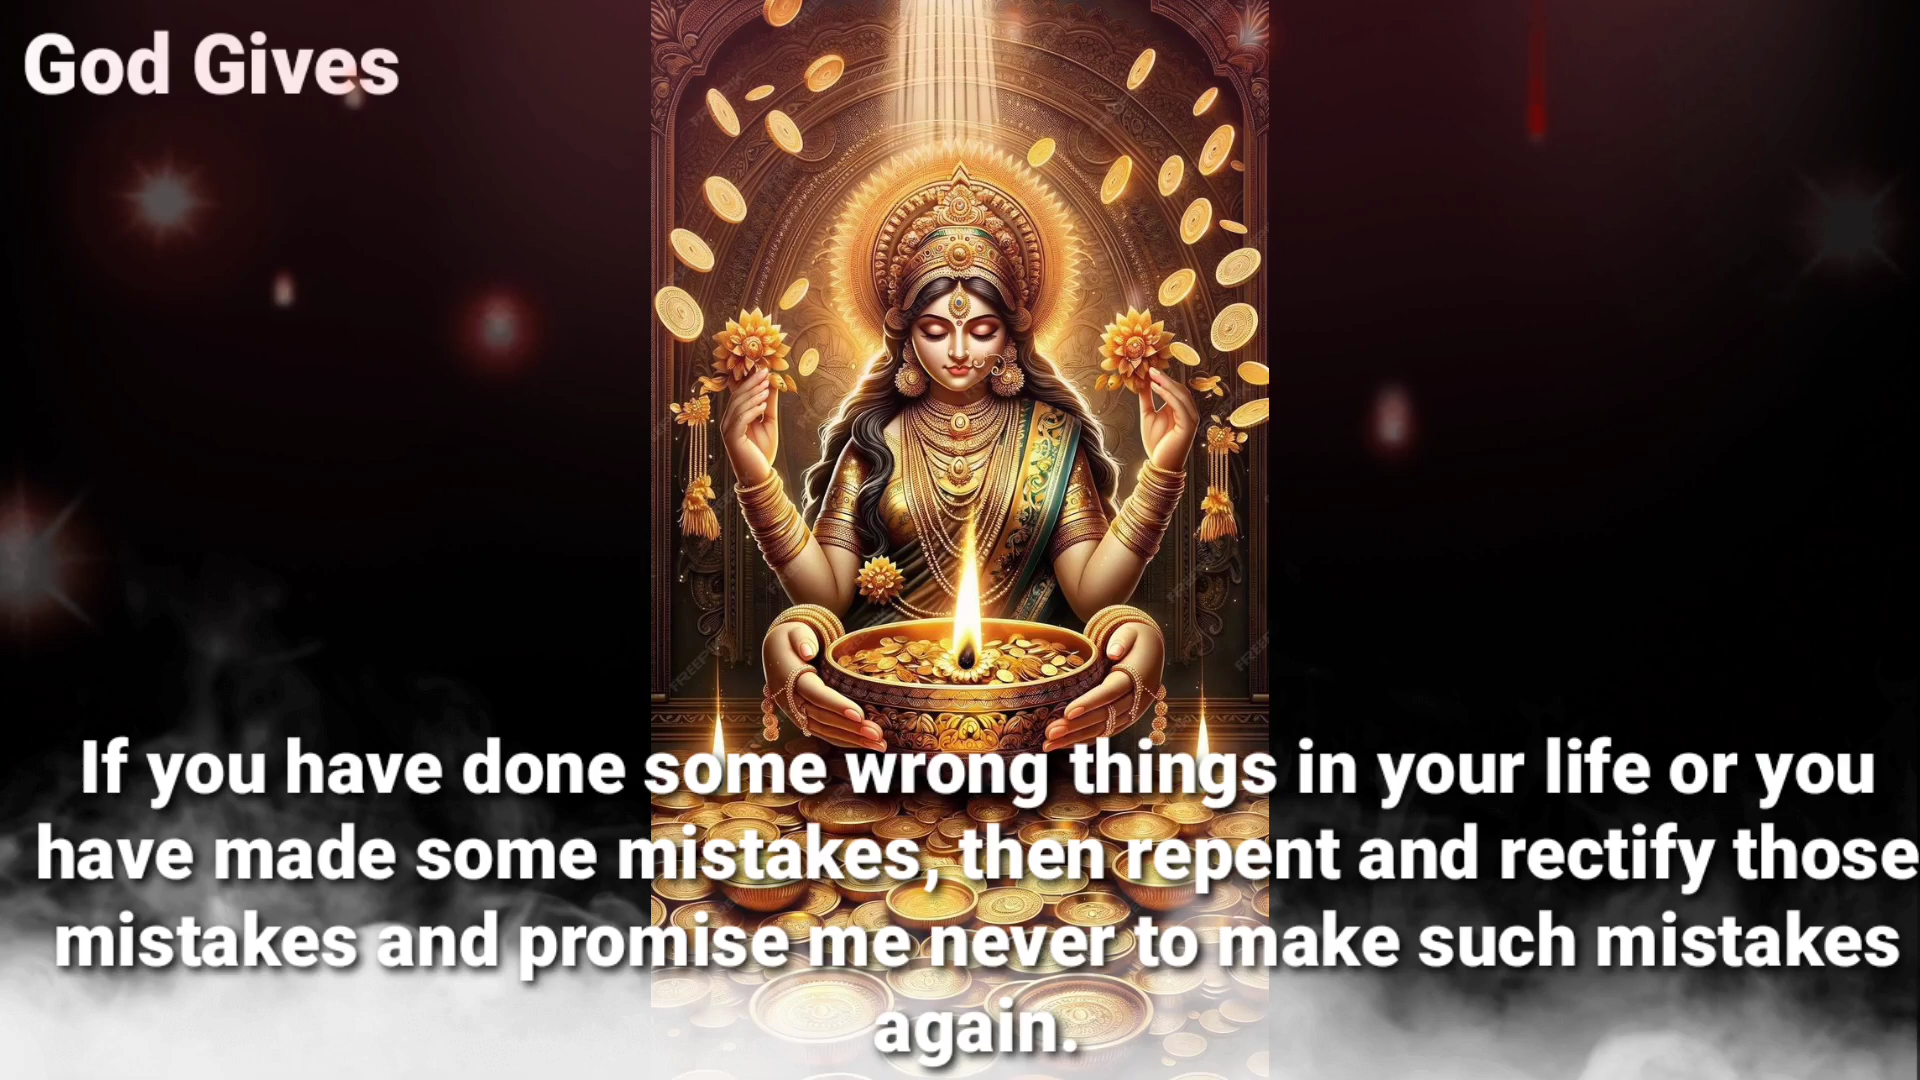 God Gives
If you have done some wrong things in your life or you
have made some mistakes, then repent and rectify those
mistakes and promise me never to make such mistakes
again.